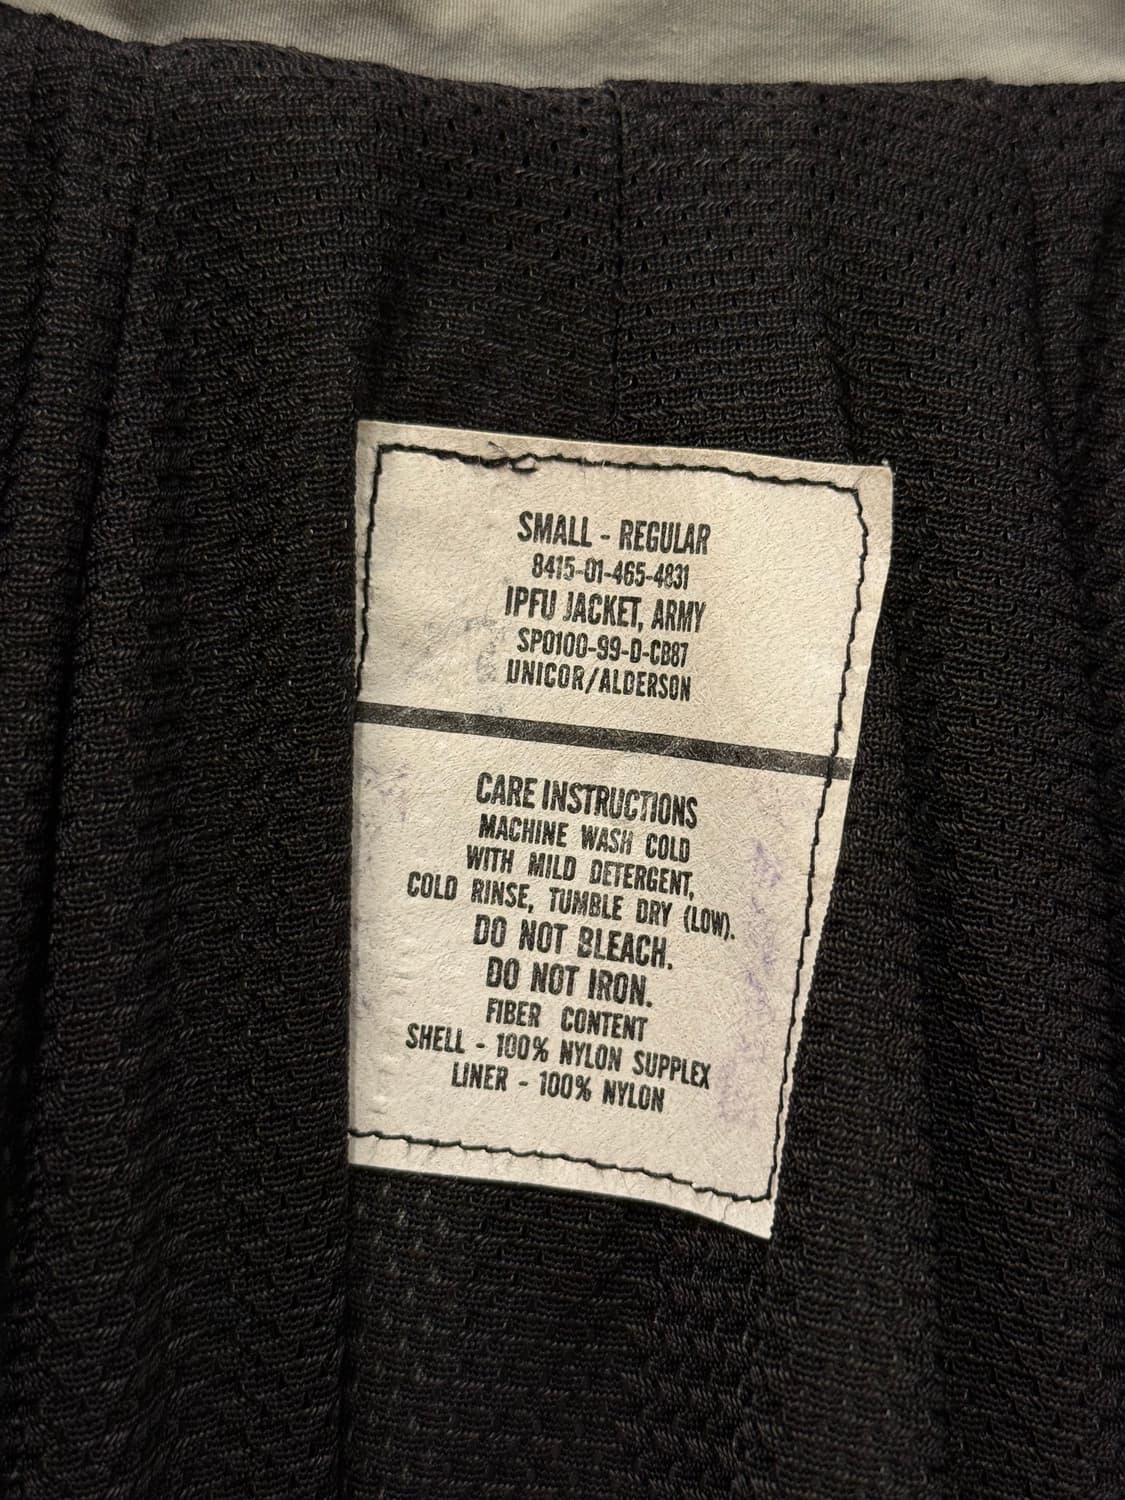 SMALL - REGULAR
8415-01-465-4831
IPFU JACKET, ARMY
SPO100-99-D-CB87
UNICOR/ALDERSON
CARE INSTRUCTIONS
MACHINE WASH COLD
WITH MILD DETERGENT,
COLD RINSE, TUMBLE DRY (LOW).
DO NOT BLEACH.
DO NOT IRON.
FIBER CONTENT
SHELL - 100% NYLON SUPPLEX
LINER - 100% NYLON